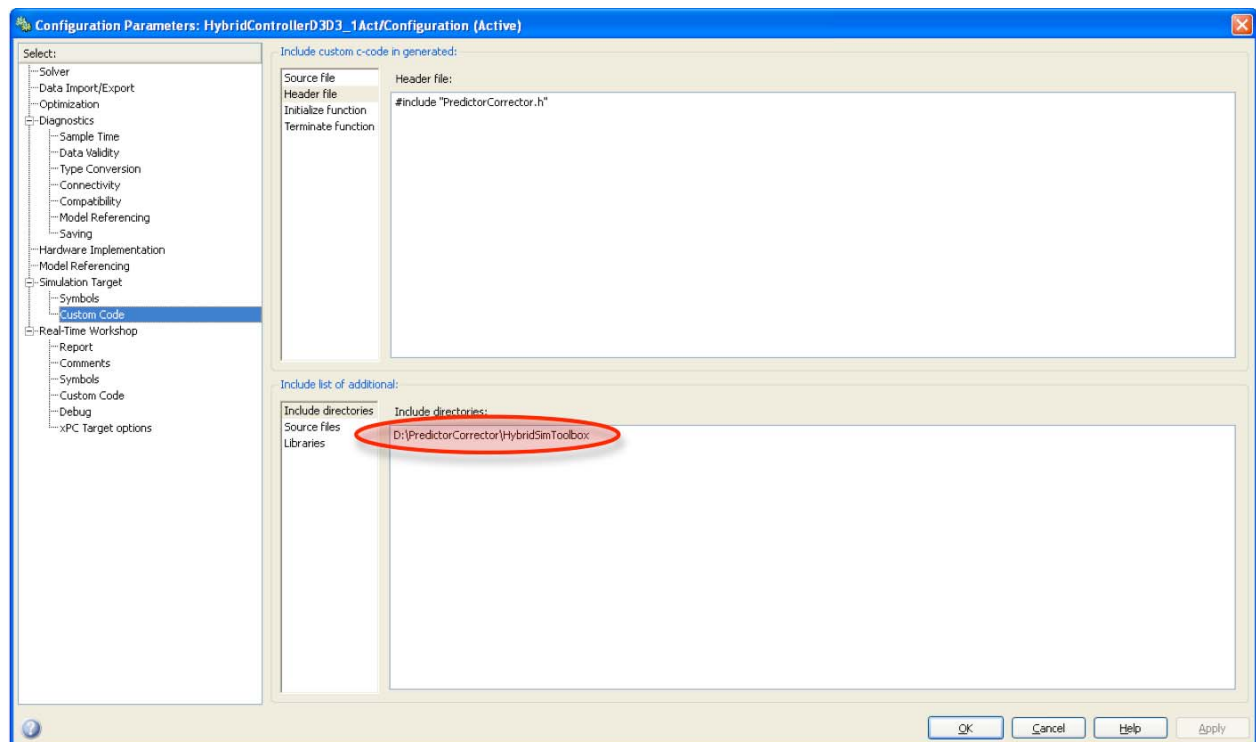 Configuration Parameters: HybridControllerD3D3_1Act/Configuration (Active)
Select:
Solver
Data Import/Export
Optimization
Diagnostics
Sample Time
Data Validity
Type Conversion
Connectivity
Compatibility
Model Referencing
Saving
Hardware Implementation
Model Referencing
Simulation Target
Symbols
Custom Code
Real-Time Workshop
Report
Comments
Symbols
Custom Code
Debug
xPC Target options
Include custom c-code in generated:
Source file
Header file
Initialize function
Terminate function
Header file:
#include "PredictorCorrector.h"
Include list of additional:
Include directories
Source files
Libraries
Include directories:
D:\PredictorCorrector\HybridSimToolbox
OK Cancel Help Apply